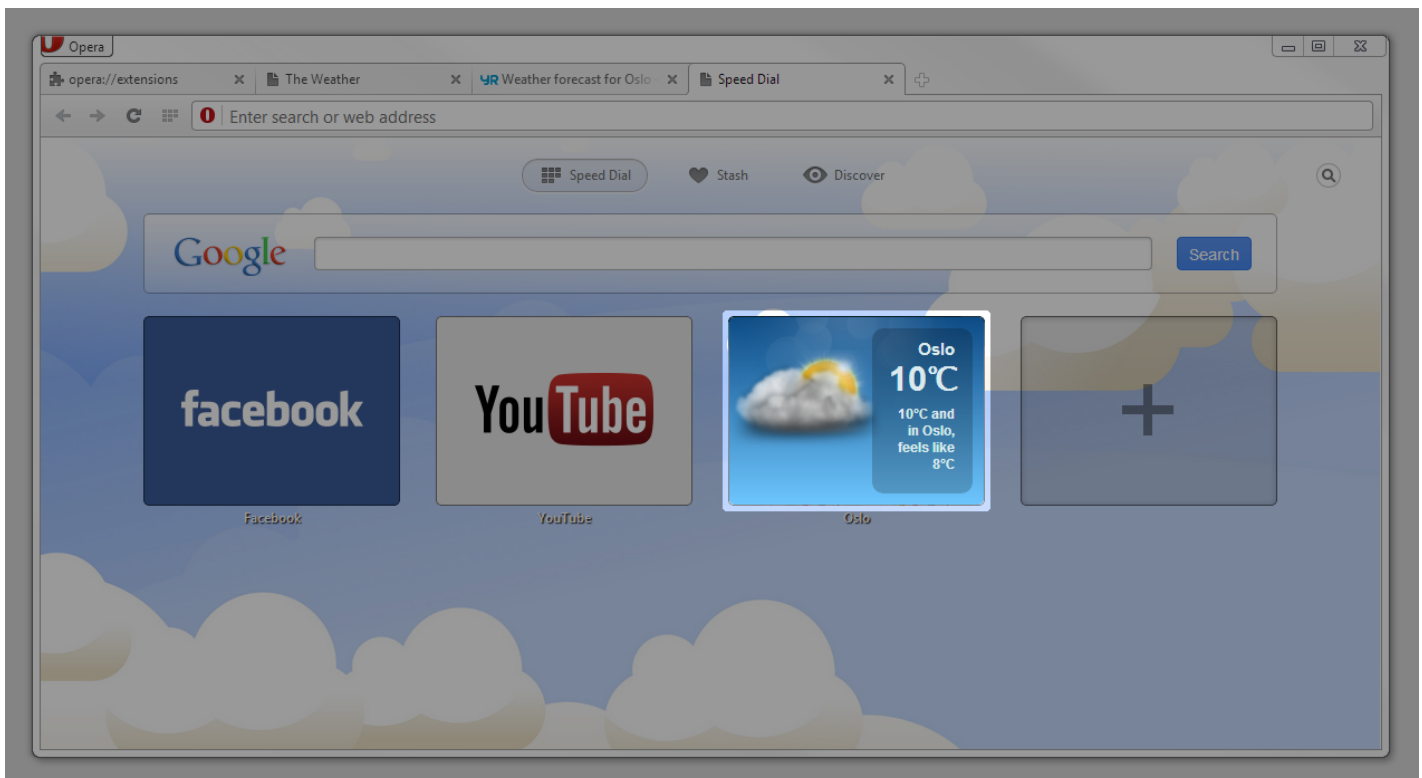 Opera
opera://extensions
The Weather
YR Weather forecast for Oslo
Speed Dial
Enter search or web address
Speed Dial
Stash
Discover
Google
Search
facebook
YouTube
Oslo
10°C
10°C and
in Oslo,
feels like
8°C
Facebook
YouTube
Oslo